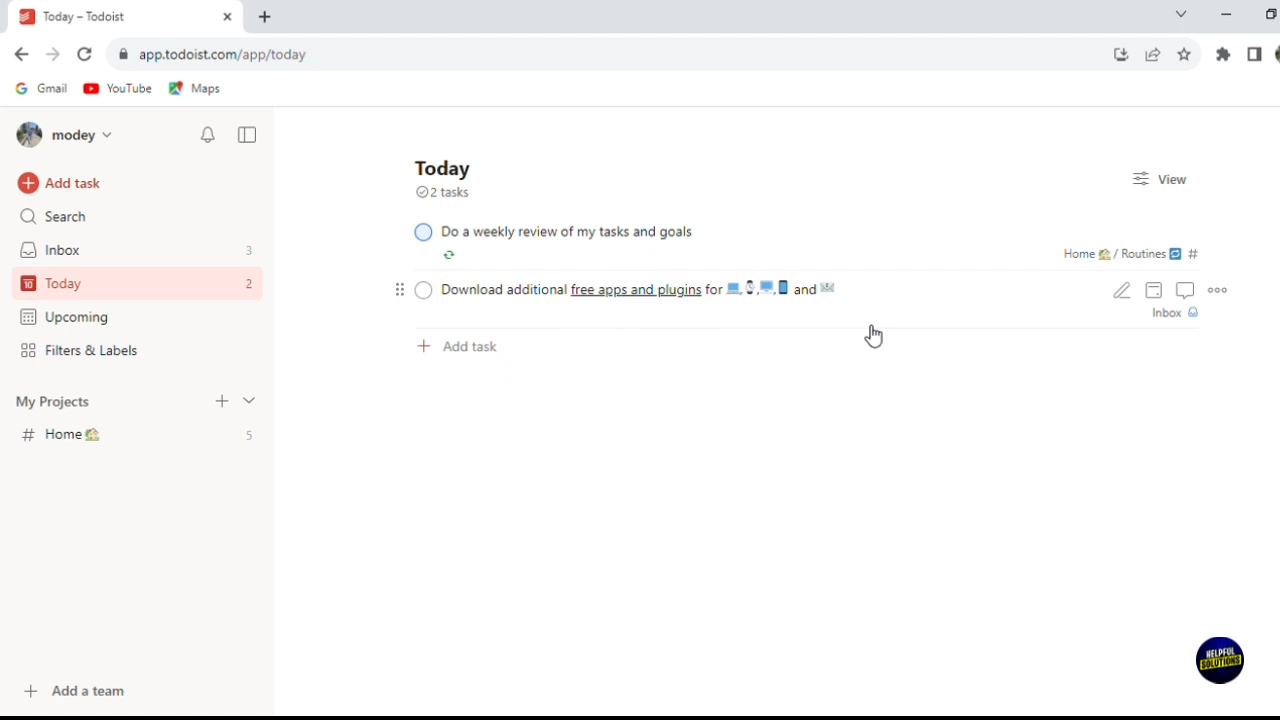 Today – Todoist
app.todoist.com/app/today
Gmail YouTube Maps
modey
Add task
Search
Inbox 3
Today 2
Upcoming
Filters & Labels
My Projects
# Home 5
Add a team
Today
2 tasks
View
Do a weekly review of my tasks and goals
Home / Routines #
Download additional free apps and plugins for , , , and
Inbox
Add task
HELPFUL
SOLUTIONS